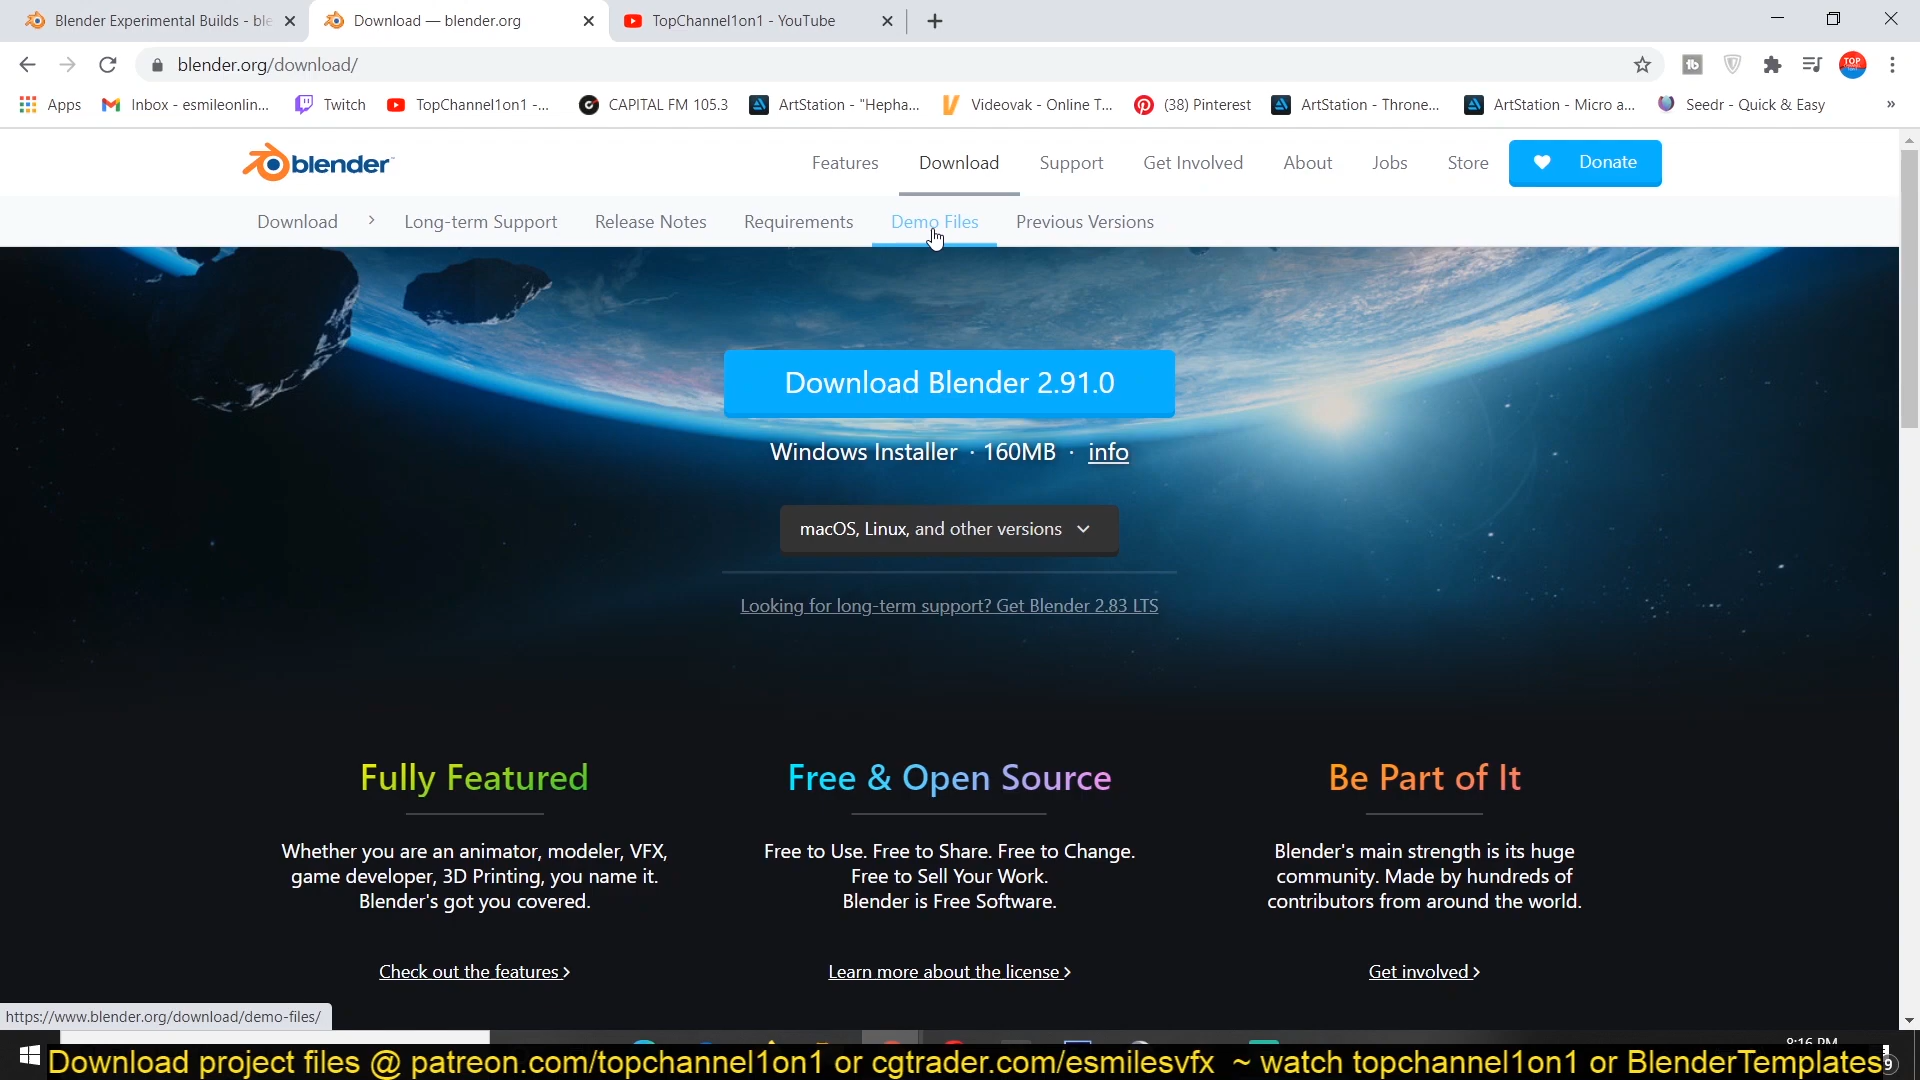 Blender Experimental Builds - ble
Download — blender.org
TopChannel1on1 - YouTube
blender.org/download/
TOP
Apps
Inbox - esmileonlin...
Twitch
TopChannel1on1 -...
CAPITAL FM 105.3
ArtStation - "Hepha...
Videovak - Online T...
(38) Pinterest
ArtStation - Throne...
ArtStation - Micro a...
Seedr - Quick & Easy
»
blender
Features
Download
Support
Get Involved
About
Jobs
Store
Donate
Download
Long-term Support
Release Notes
Requirements
Demo Files
Previous Versions
Download Blender 2.91.0
Windows Installer · 160MB · info
macOS, Linux, and other versions
Looking for long-term support? Get Blender 2.83 LTS
Fully Featured
Free & Open Source
Be Part of It
Whether you are an animator, modeler, VFX,
game developer, 3D Printing, you name it.
Blender's got you covered.
Free to Use. Free to Share. Free to Change.
Free to Sell Your Work.
Blender is Free Software.
Blender's main strength is its huge
community. Made by hundreds of
contributors from around the world.
Check out the features
Learn more about the license
Get involved
https://www.blender.org/download/demo-files/
8:16 PM
Download project files @ patreon.com/topchannel1on1 or cgtrader.com/esmilesvfx ~ watch topchannel1on1 or BlenderTemplates